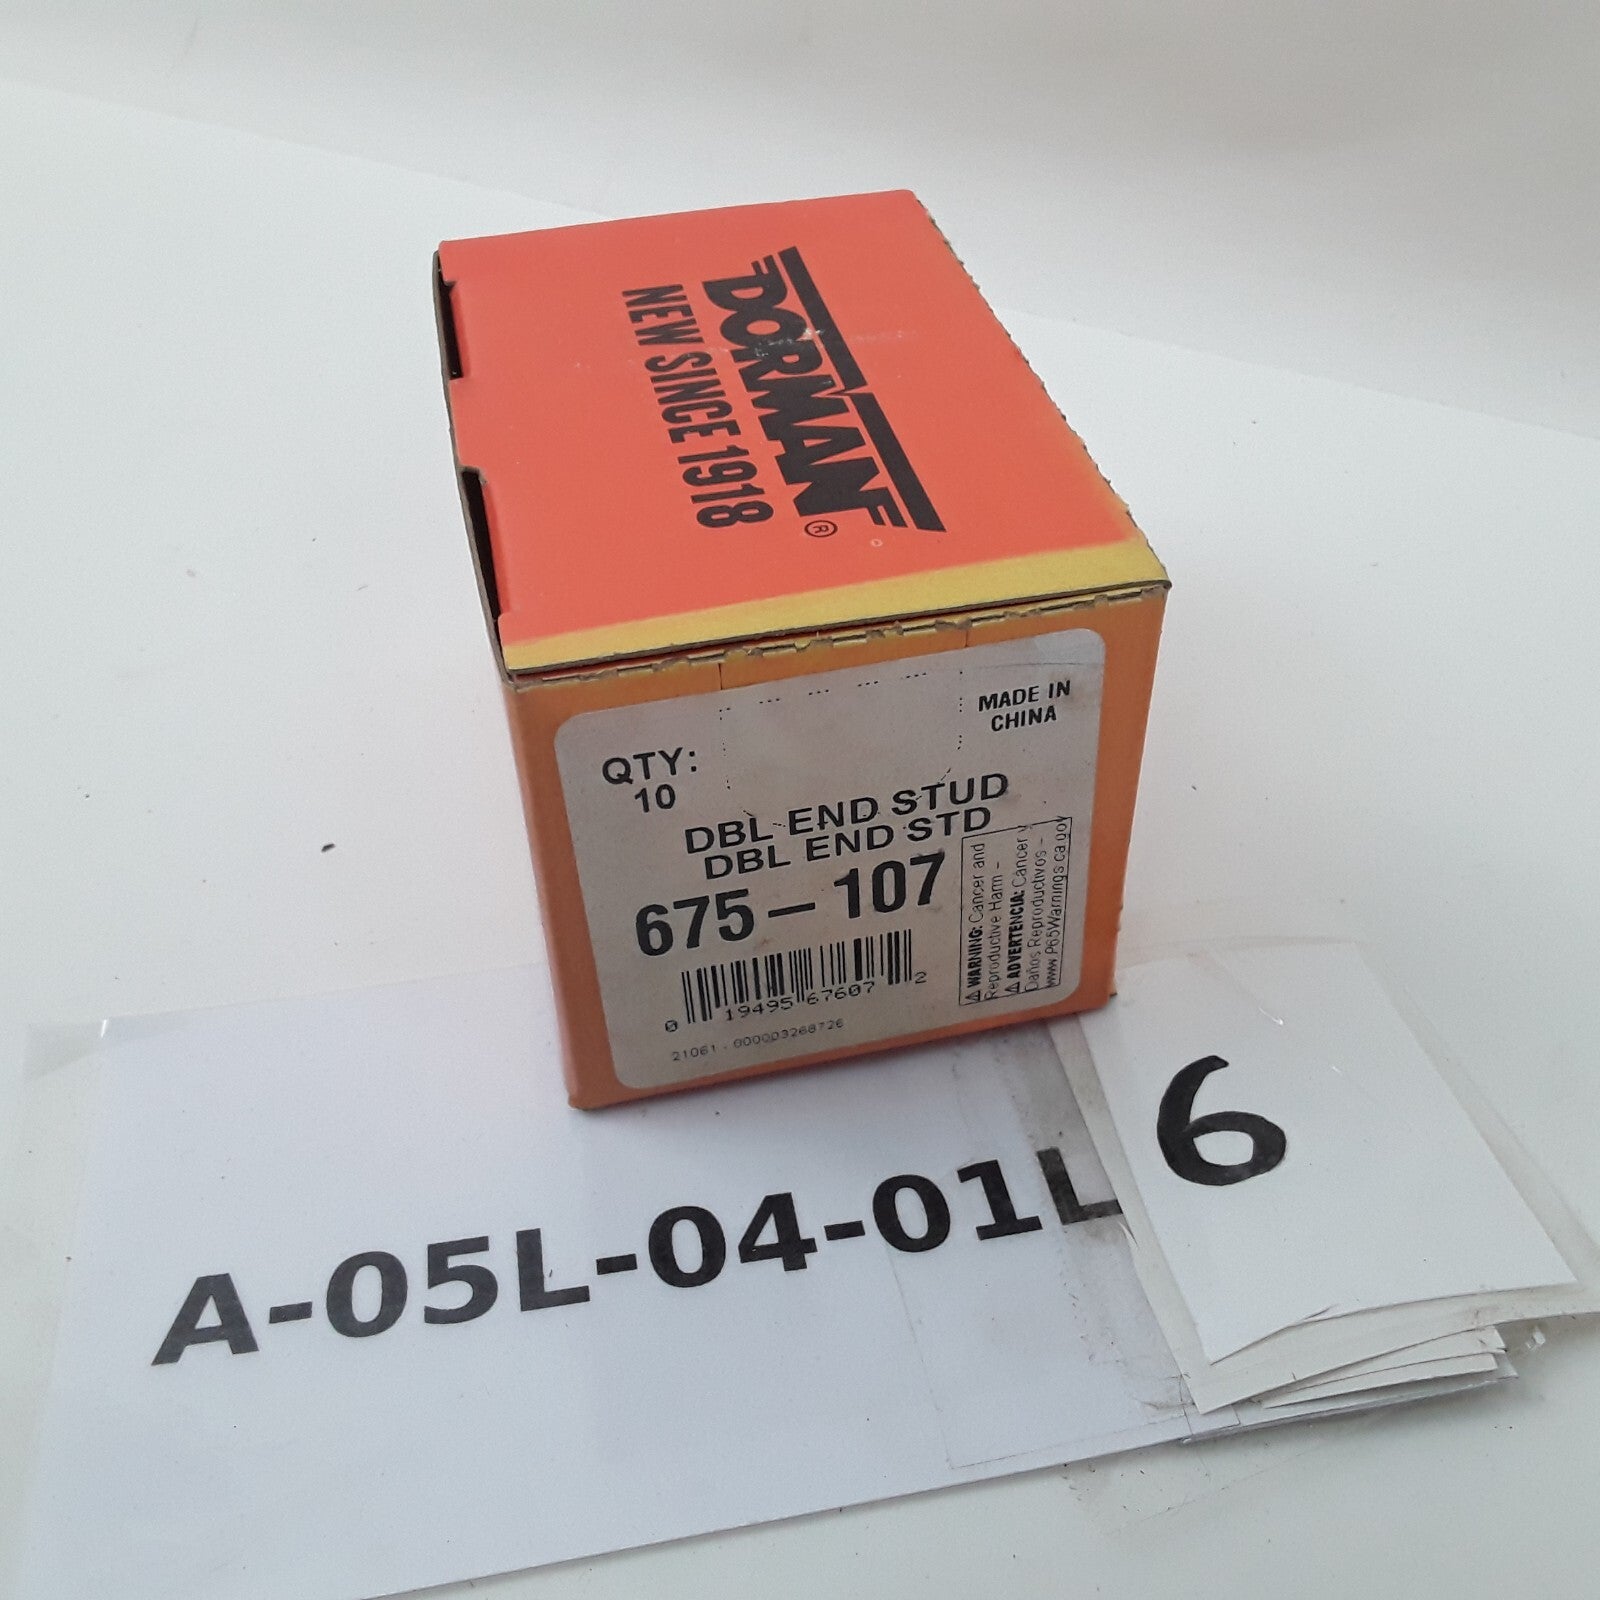 DORMAN®
NEW SINCE 1918
MADE IN
CHINA
QTY:
10
DBL END STUD
DBL END STD
675-107
0 19495 67607 2
21061 - 000003268726
⚠ WARNING: Cancer and
Reproductive Harm -
⚠ ADVERTENCIA: Cáncer y
Daños Reproductivos -
www.P65Warnings.ca.gov
A-05L-04-01L
6